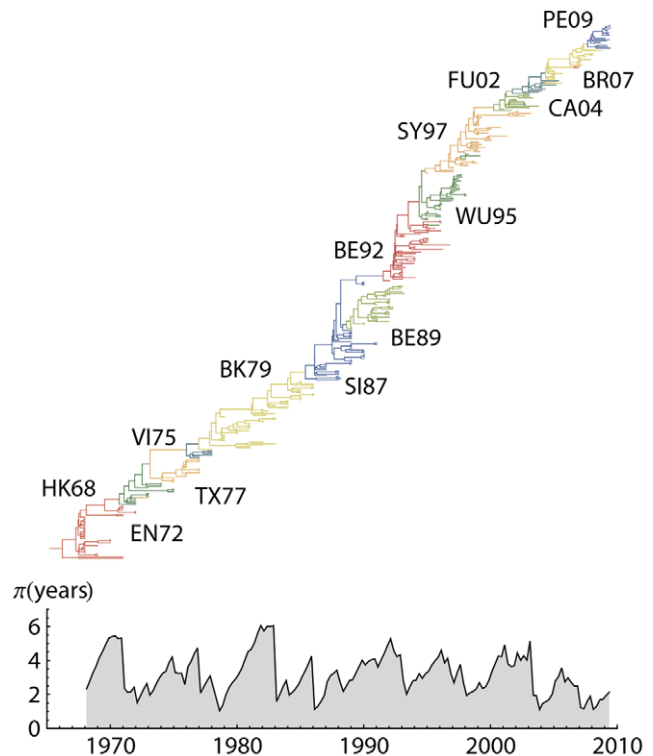 PE09
FU02
BR07
CA04
SY97
WU95
BE92
BE89
BK79
SI87
VI75
HK68
TX77
EN72
π(years)
6
4
2
0
1970 1980 1990 2000 2010